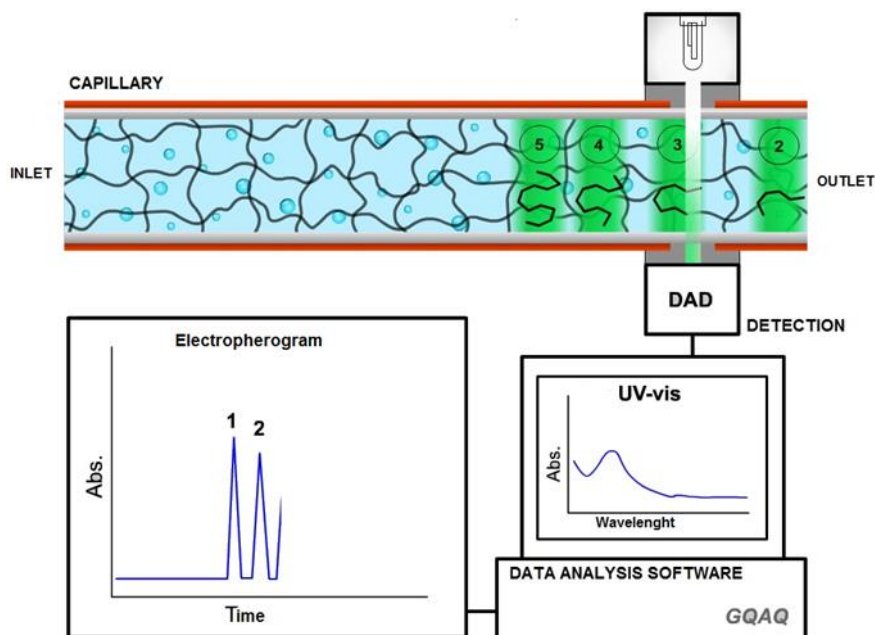 CAPILLARY
INLET
5
4
3
2
OUTLET
DAD
DETECTION
Electropherogram
1
2
Abs.
Time
UV-vis
Abs.
Wavelenght
DATA ANALYSIS SOFTWARE
GQAQ